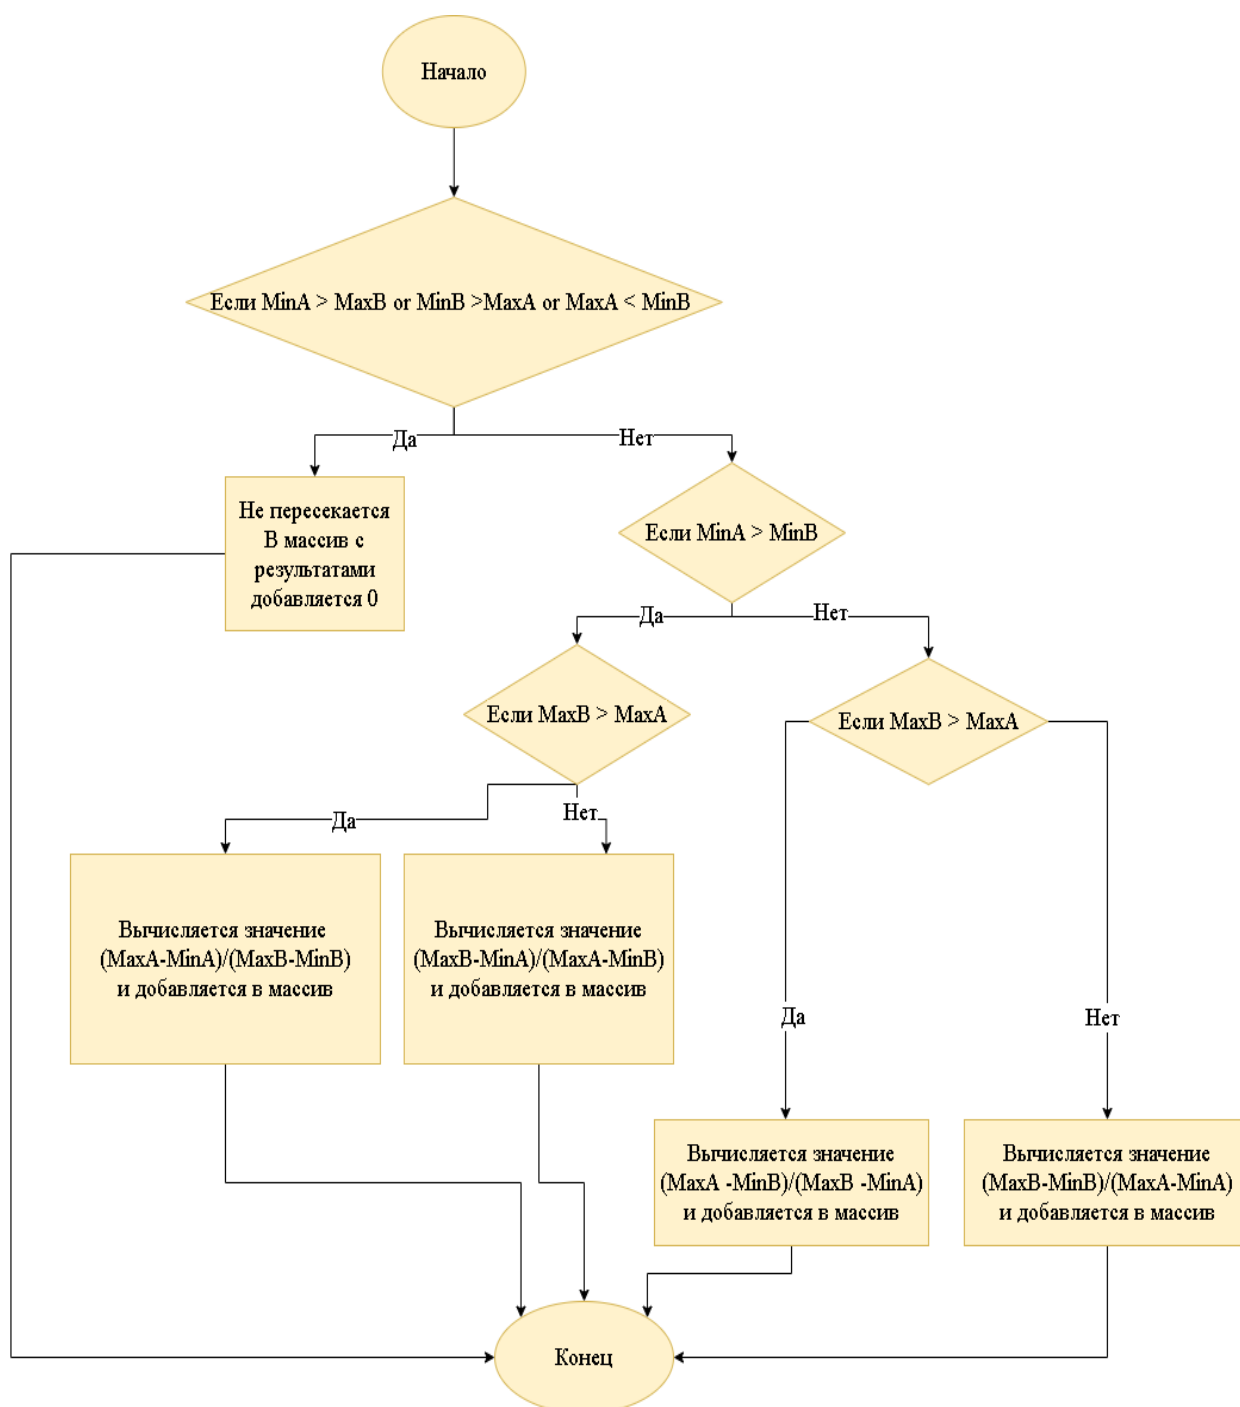 Начало
Если MinA > MaxB or MinB >MaxA or MaxA < MinB
Да
Нет
Не пересекается
В массив с
результатами
добавляется 0
Если MinA > MinB
Да
Нет
Если MaxB > MaxA
Если MaxB > MaxA
Да
Нет
Вычисляется значение
(MaxA-MinA)/(MaxB-MinB)
и добавляется в массив
Вычисляется значение
(MaxB-MinA)/(MaxA-MinB)
и добавляется в массив
Да
Нет
Вычисляется значение
(MaxA -MinB)/(MaxB -MinA)
и добавляется в массив
Вычисляется значение
(MaxB-MinB)/(MaxA-MinA)
и добавляется в массив
Конец